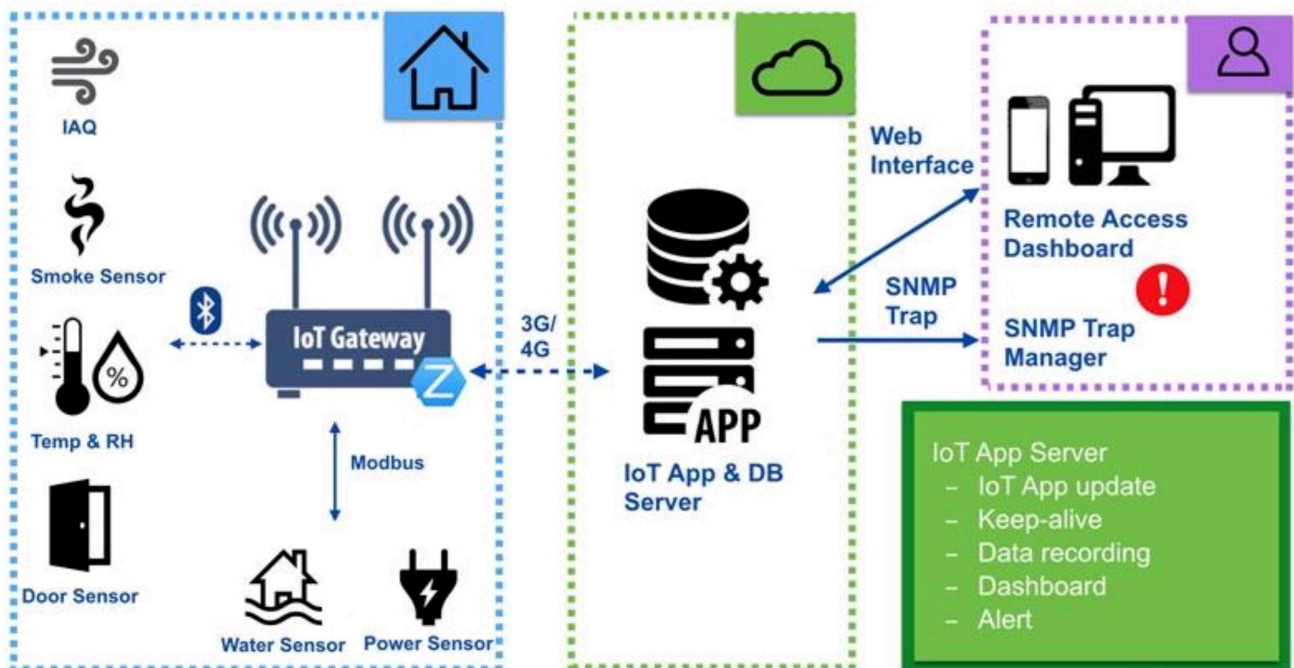 IAQ
Smoke Sensor
Temp & RH
%
Door Sensor
IoT Gateway
Z
Modbus
Water Sensor
Power Sensor
3G/
4G
APP
IoT App & DB
Server
Web
Interface
SNMP
Trap
Remote Access
Dashboard
!
SNMP Trap
Manager
IoT App Server
– IoT App update
– Keep-alive
– Data recording
– Dashboard
– Alert